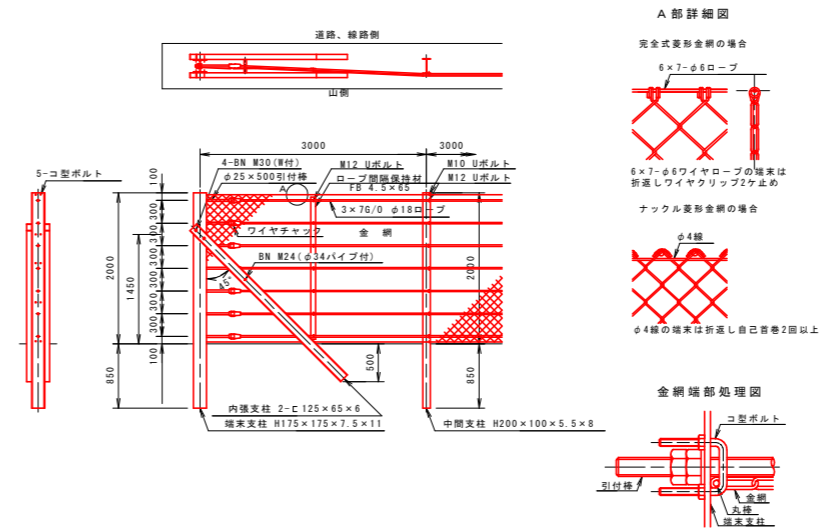 道路、線路側
山側
3000
3000
4-BN M30(W付)
φ25×500引付棒
A
M12 Uボルト
ロープ間隔保持材
FB 4.5×65
M10 Uボルト
M12 Uボルト
3×7G/O φ18ロープ
ワイヤチャック
金網
BN M24(φ34パイプ付)
45°
5-コ型ボルト
100
300
300
300
300
300
300
100
2000
1450
850
2000
850
500
内張支柱 2-⊏125×65×6
端末支柱 H175×175×7.5×11
中間支柱 H200×100×5.5×8
A部詳細図
完全式菱形金網の場合
6×7-φ6ロープ
6×7-φ6ワイヤロープの端末は
折返しワイヤクリップ2ケ止め
ナックル菱形金網の場合
φ4線
φ4線の端末は折返し自己首巻2回以上
金網端部処理図
コ型ボルト
引付棒
金網
丸棒
端末支柱